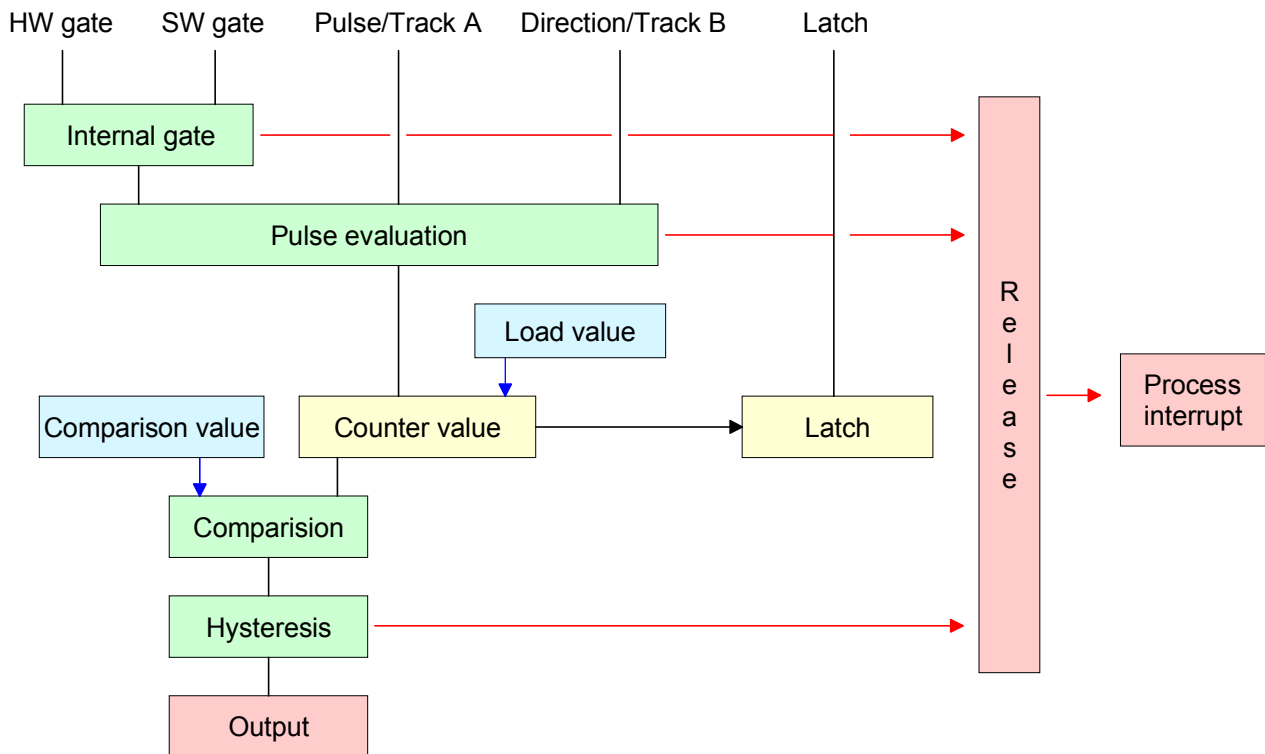 HW gate
SW gate
Pulse/Track A
Direction/Track B
Latch
Internal gate
Pulse evaluation
Load value
Release
Process
interrupt
Comparison value
Counter value
Latch
Comparision
Hysteresis
Output